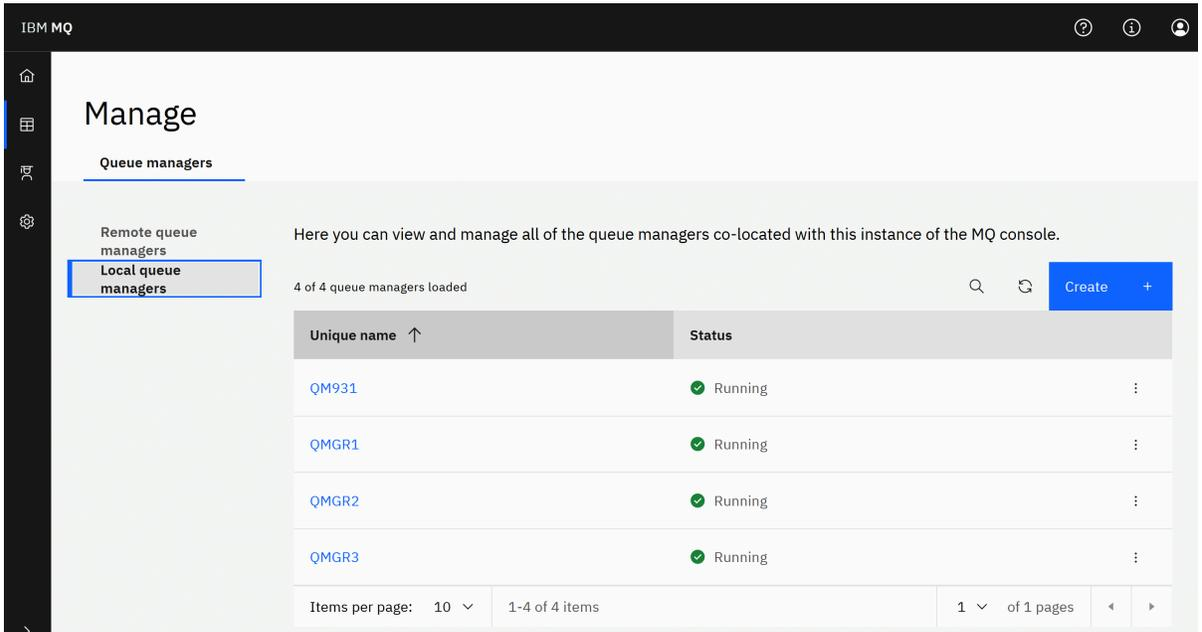 IBM MQ
Manage
Queue managers
Remote queue
managers
Local queue
managers
Here you can view and manage all of the queue managers co-located with this instance of the MQ console.
4 of 4 queue managers loaded
Create +
Unique name ↑ Status
QM931 Running
QMGR1 Running
QMGR2 Running
QMGR3 Running
Items per page: 10 1-4 of 4 items 1 of 1 pages